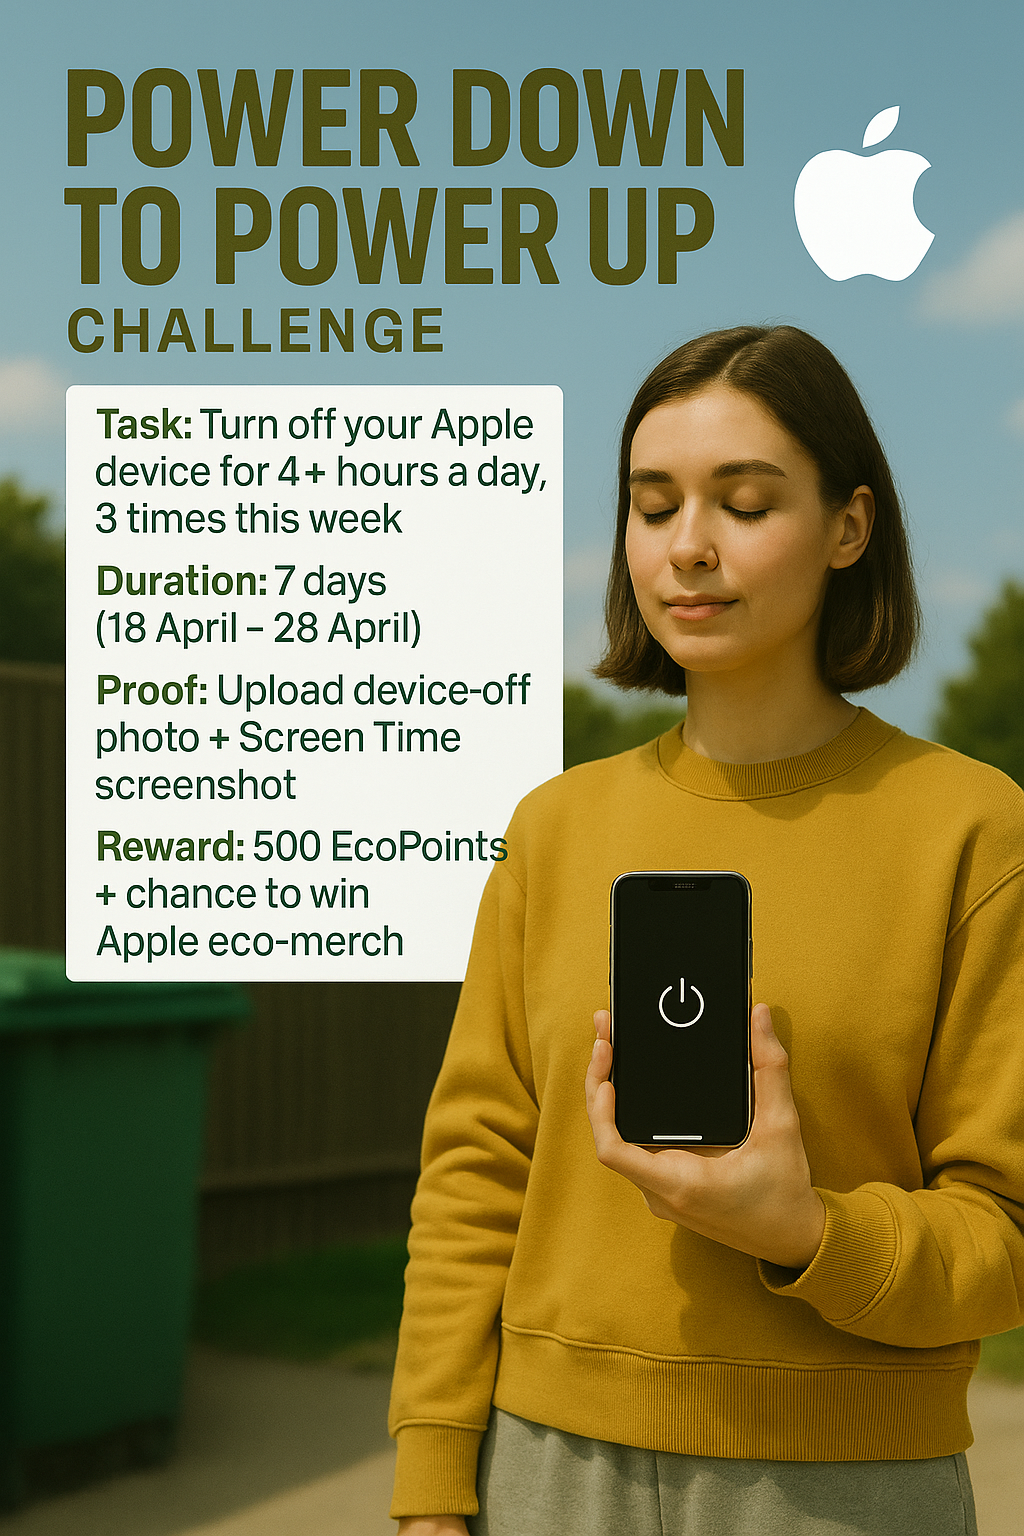 POWER DOWN
TO POWER UP
CHALLENGE
Task: Turn off your Apple
device for 4+ hours a day,
3 times this week
Duration: 7 days
(18 April – 28 April)
Proof: Upload device-off
photo + Screen Time
screenshot
Reward: 500 EcoPoints
+ chance to win
Apple eco-merch